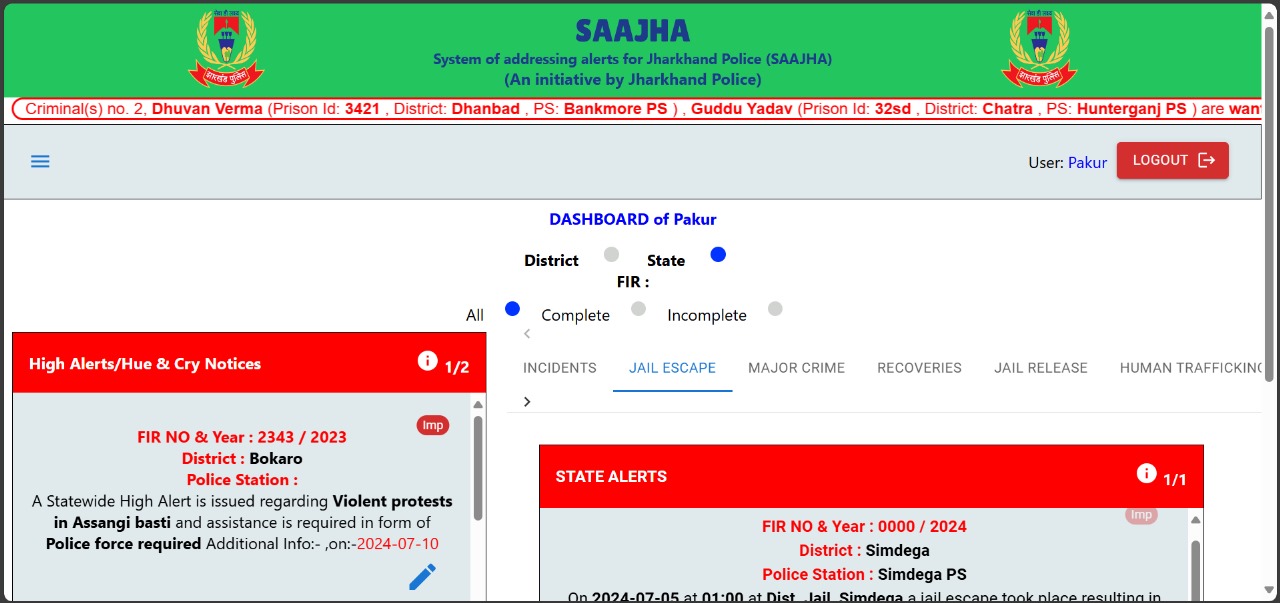 सेवा ही लक्ष्य
झारखंड पुलिस
सेवा ही लक्ष्य
झारखंड पुलिस
SAAJHA
System of addressing alerts for Jharkhand Police (SAAJHA)
(An initiative by Jharkhand Police)
Criminal(s) no. 2, Dhuvan Verma (Prison Id: 3421 , District: Dhanbad , PS: Bankmore PS ) , Guddu Yadav (Prison Id: 32sd , District: Chatra , PS: Hunterganj PS ) are wan
User: Pakur
LOGOUT
DASHBOARD of Pakur
District State
FIR :
All Complete Incomplete
High Alerts/Hue & Cry Notices 1/2
Imp
FIR NO & Year : 2343 / 2023
District : Bokaro
Police Station :
A Statewide High Alert is issued regarding Violent protests
in Assangi basti and assistance is required in form of
Police force required Additional Info:- ,on:-2024-07-10
INCIDENTS JAIL ESCAPE MAJOR CRIME RECOVERIES JAIL RELEASE HUMAN TRAFFICKING
STATE ALERTS 1/1
Imp
FIR NO & Year : 0000 / 2024
District : Simdega
Police Station : Simdega PS
On 2024-07-05 at 01:00 at Dist. Jail, Simdega a jail escape took place resulting in